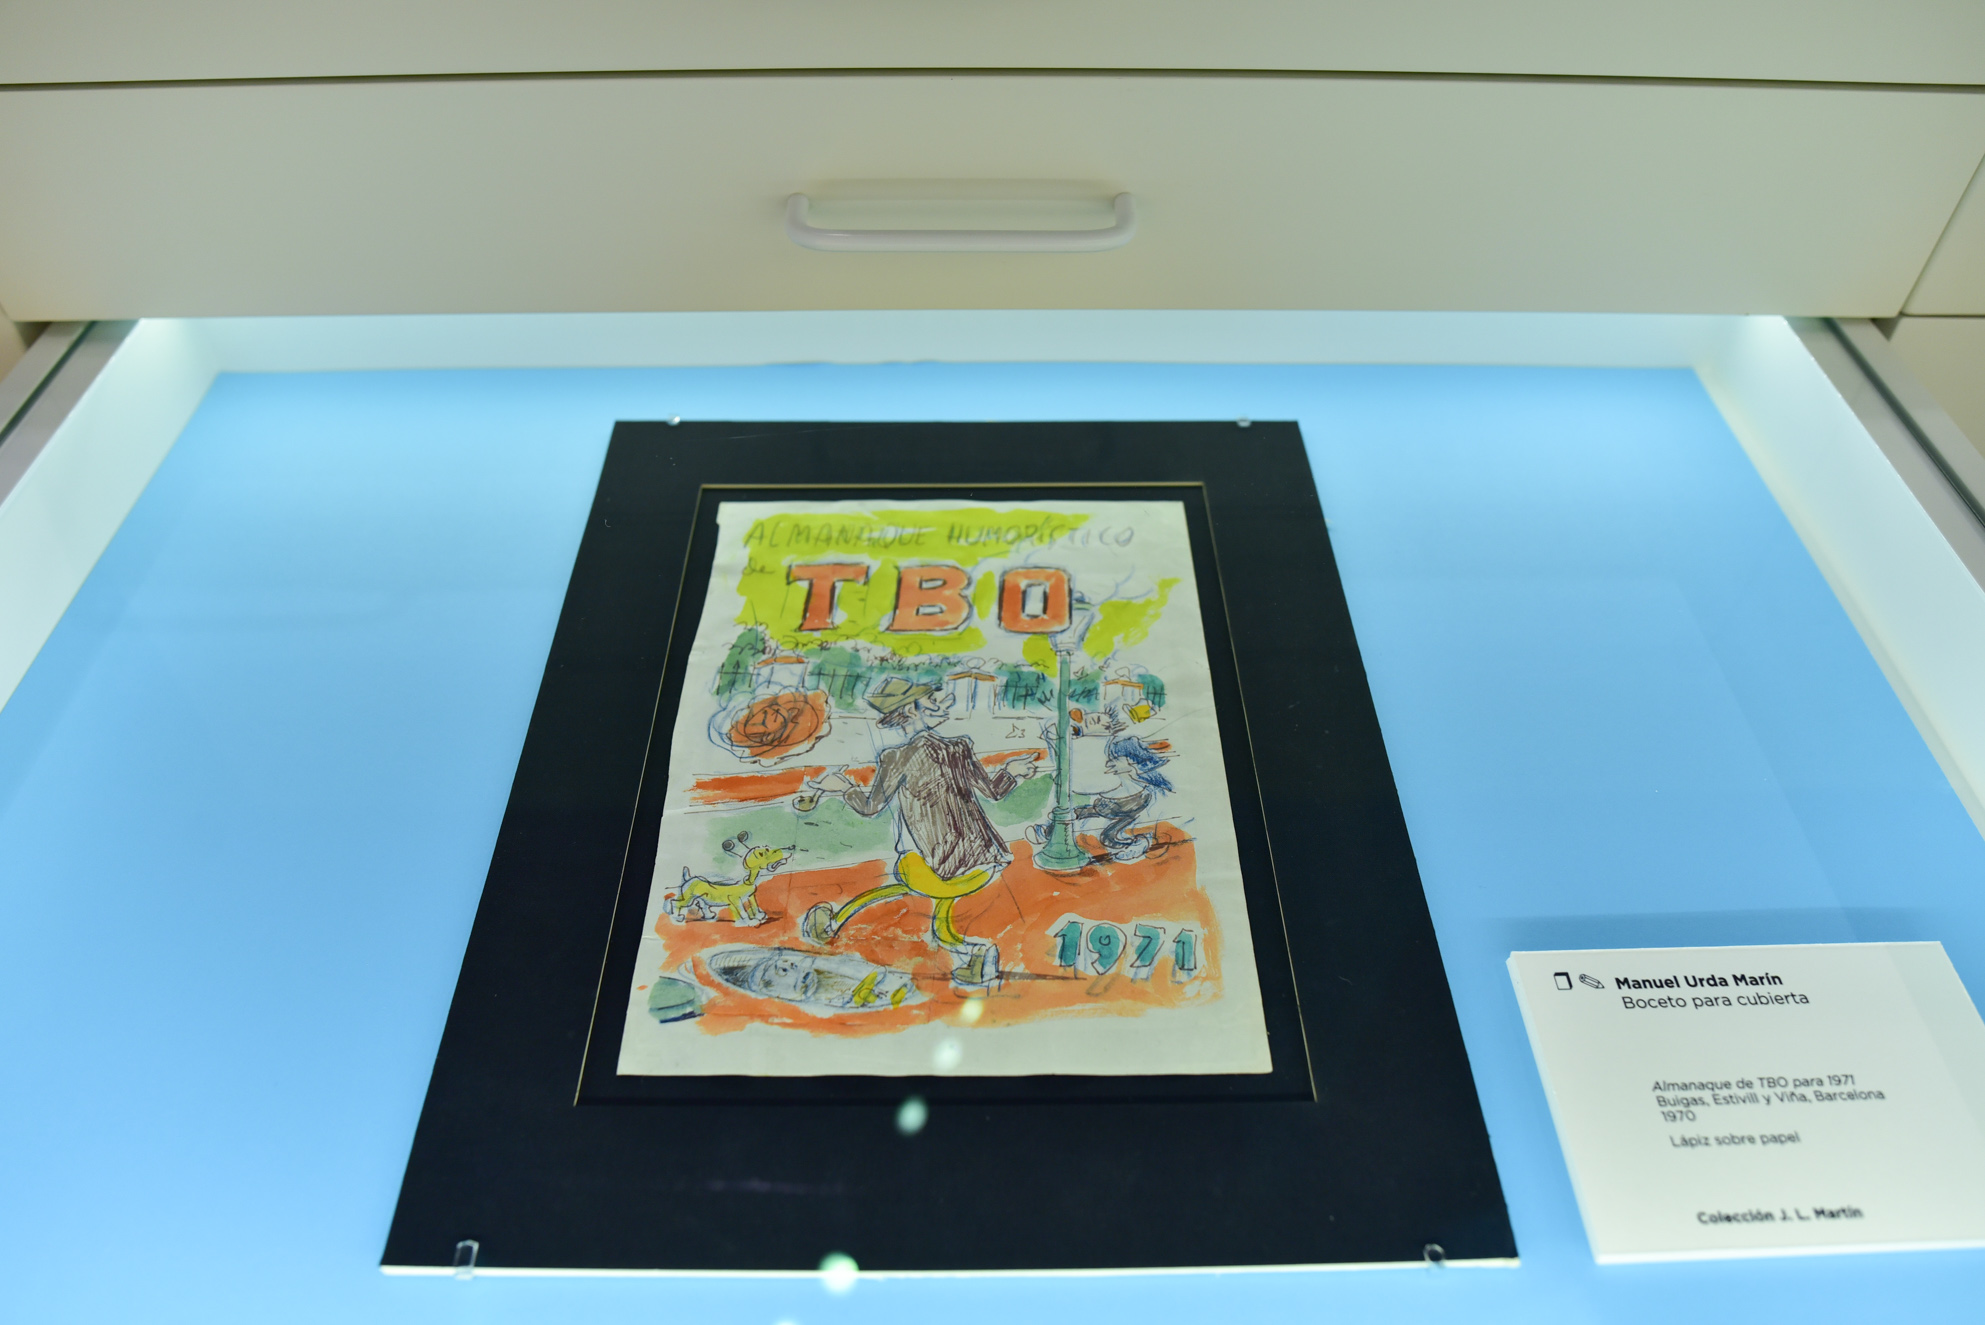 ALMANAQUE HUMORÍSTICO
de TBO
1971
Manuel Urda Marín
Boceto para cubierta
Almanaque de TBO para 1971
Buigas, Estivill y Viña, Barcelona
1970
Lápiz sobre papel
Colección J. L. Martín